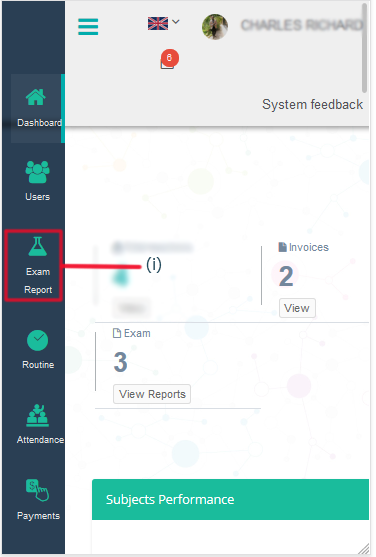 6
CHARLES RICHARD
System feedback
Dashboard
Users
Exam
Report
Routine
Attendance
Payments
(i)
Invoices
2
View
Exam
3
View Reports
Subjects Performance